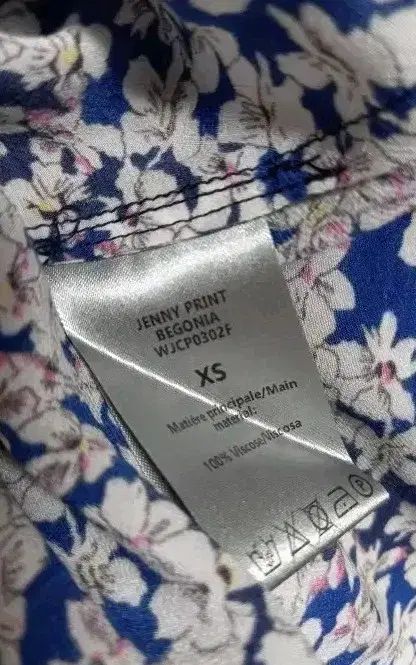 JENNY PRINT
BEGONIA
WJCP0302F
XS
Matière principale/Main
material:
100% Viscose/Viscosa